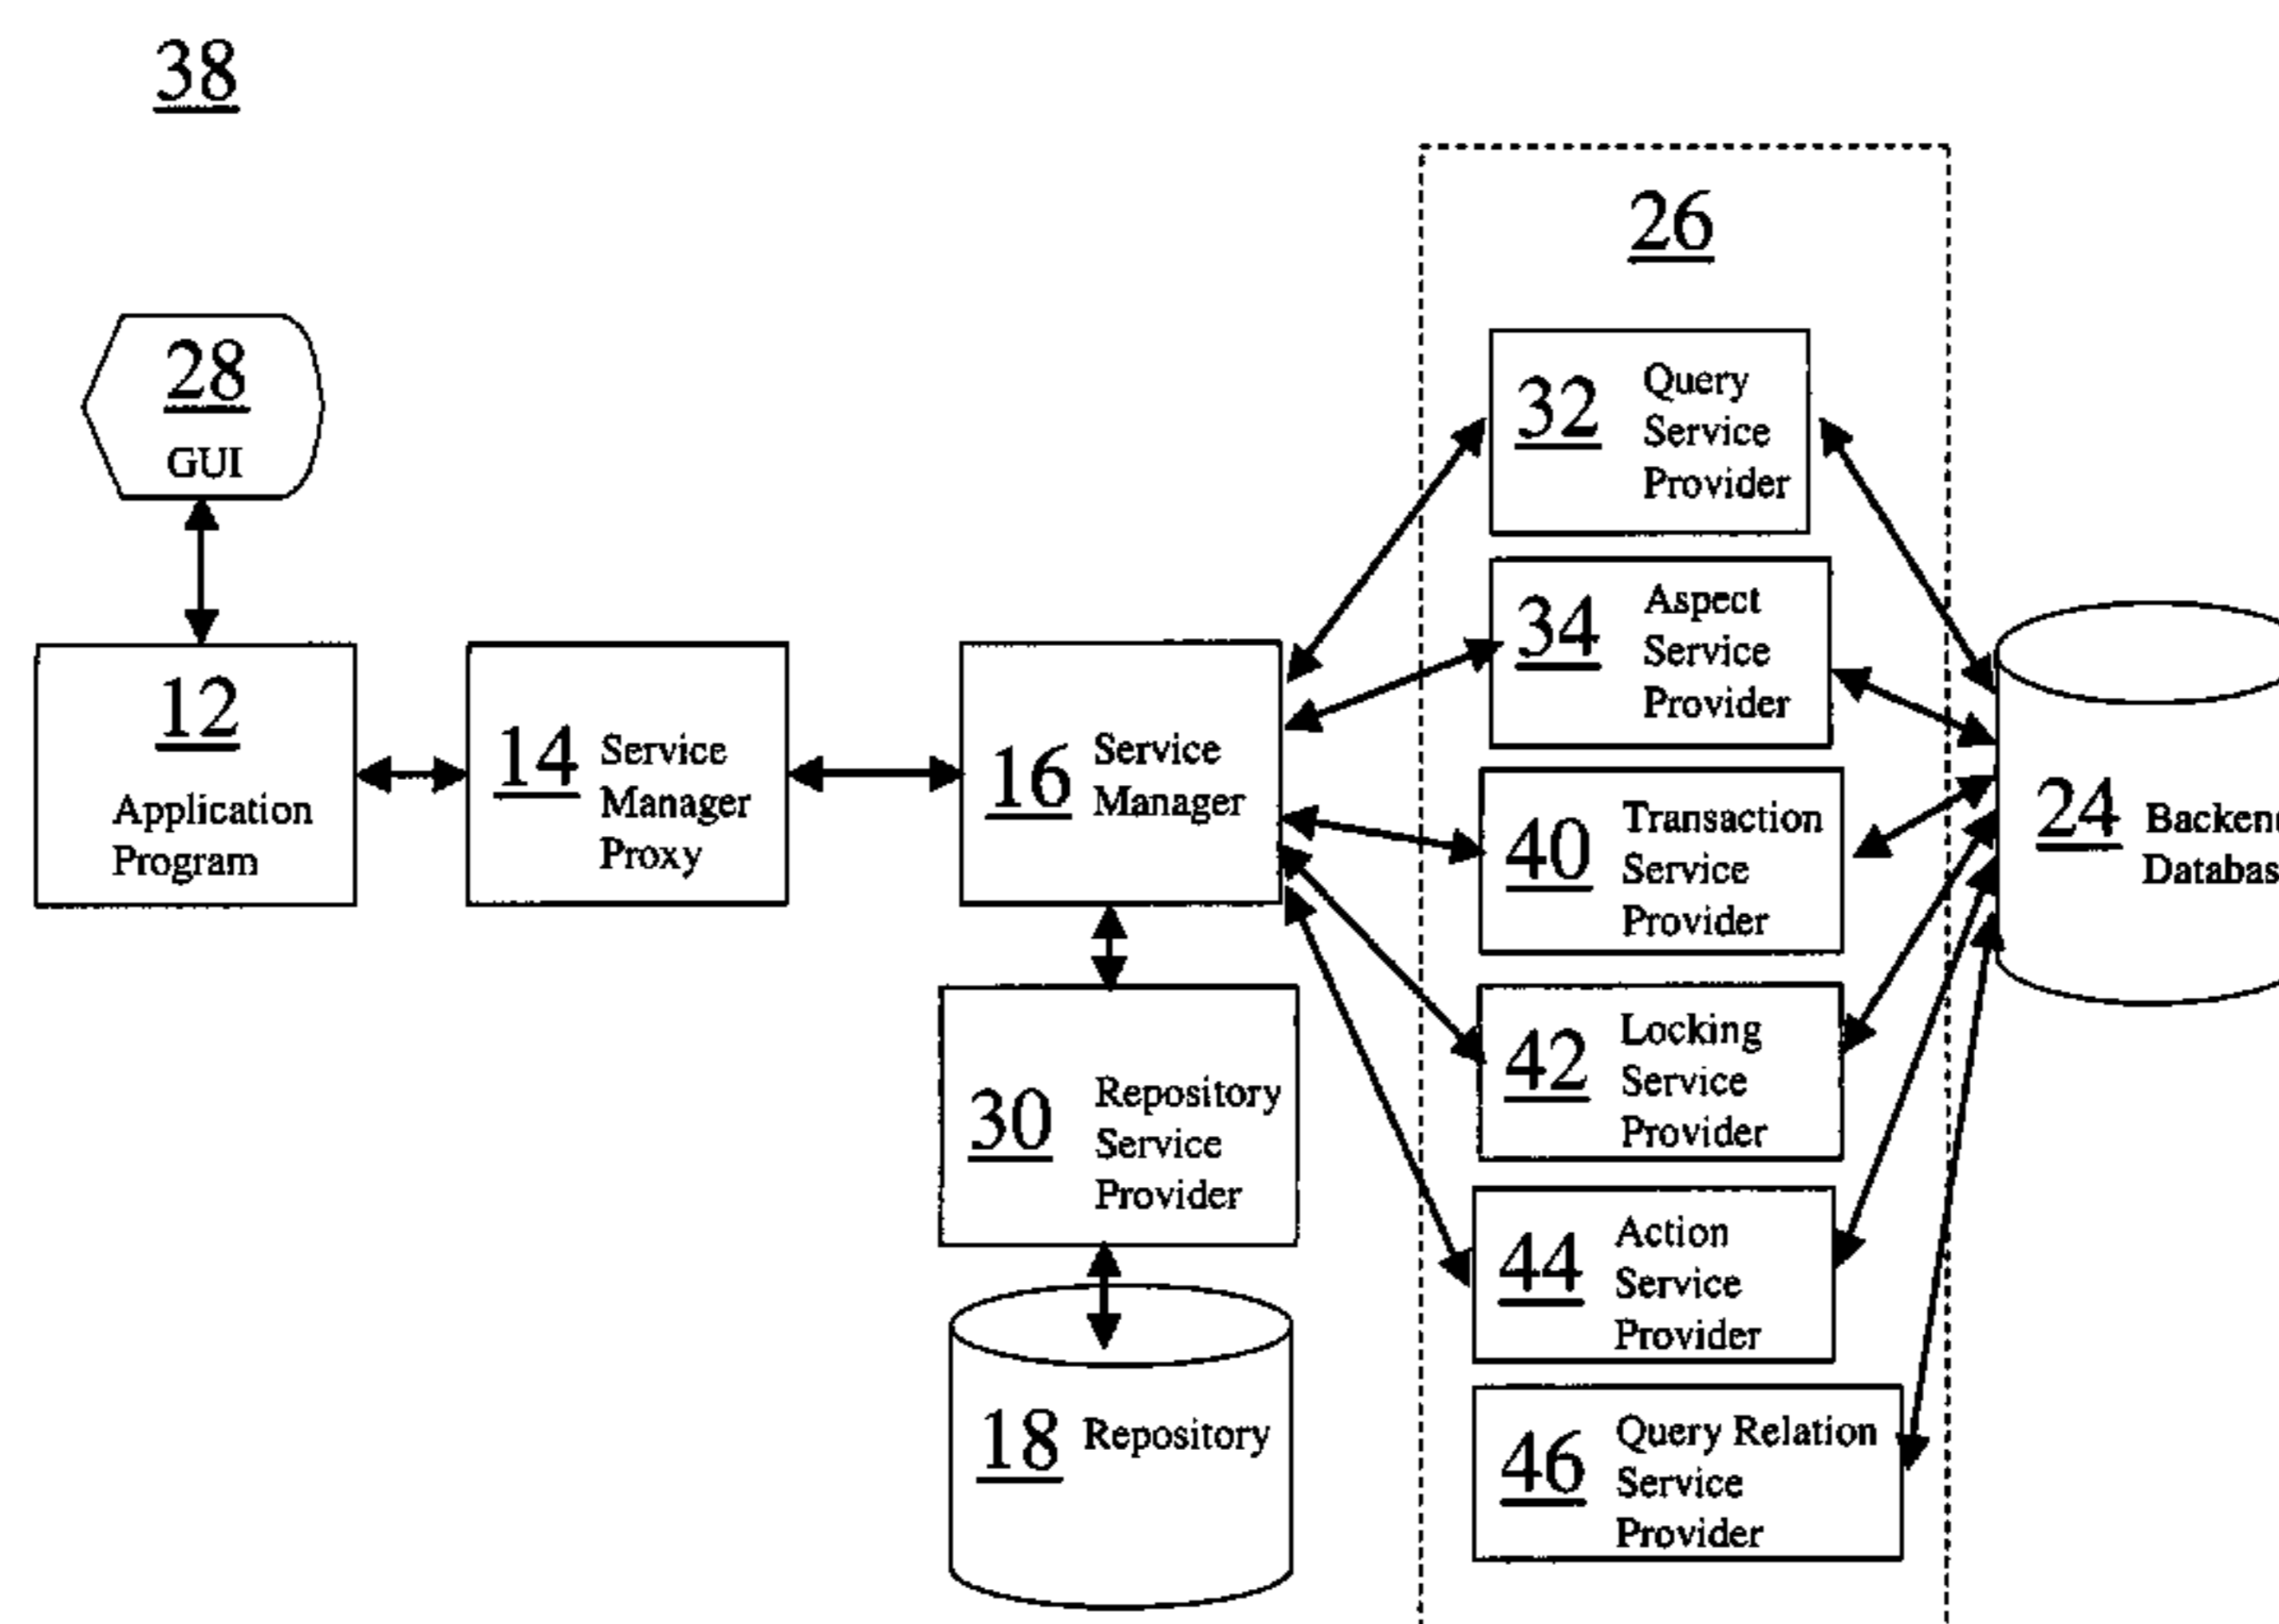 38
26
28
GUI
32 Query
Service
Provider
34 Aspect
Service
Provider
12
Application
Program
14 Service
Manager
Proxy
16 Service
Manager
40 Transaction
Service
Provider
24 Backen
Databas
42 Locking
Service
Provider
30 Repository
Service
Provider
44 Action
Service
Provider
18 Repository
46 Query Relation
Service
Provider